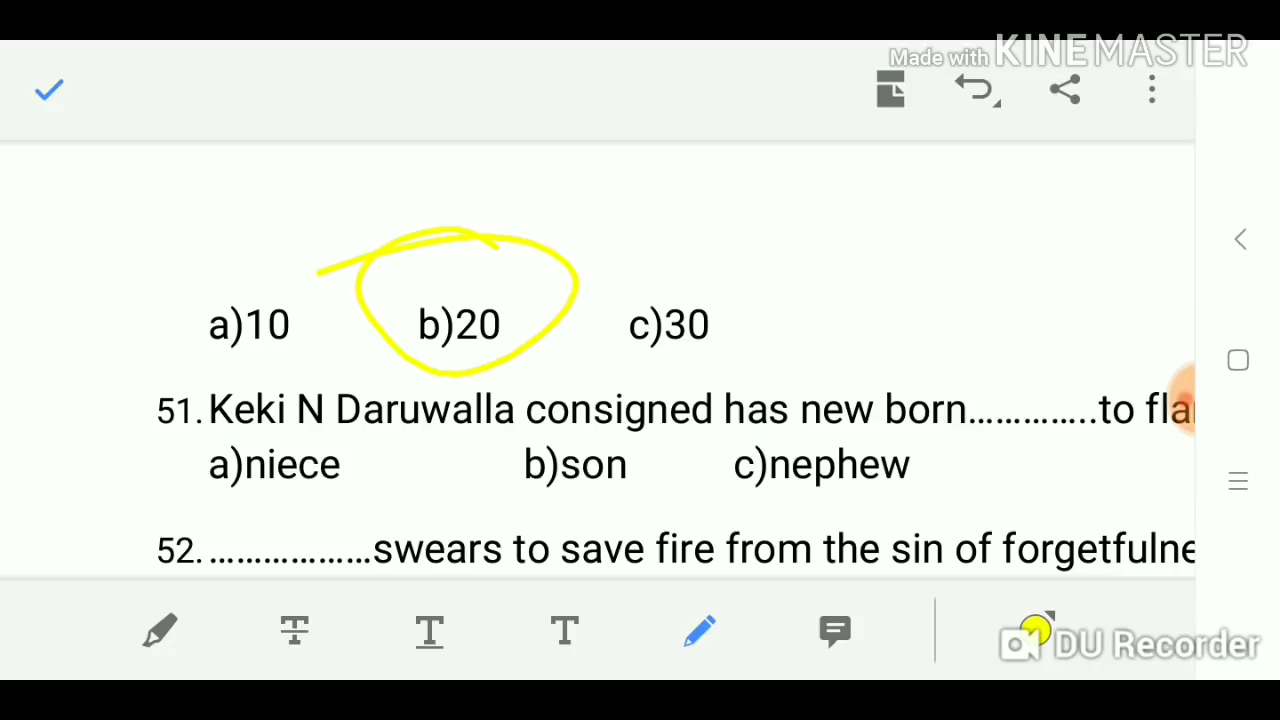 Made with KINEMASTER
a)10 b)20 c)30
51. Keki N Daruwalla consigned has new born…………..to fla
a)niece b)son c)nephew
52. ………………swears to save fire from the sin of forgetfulne
DU Recorder